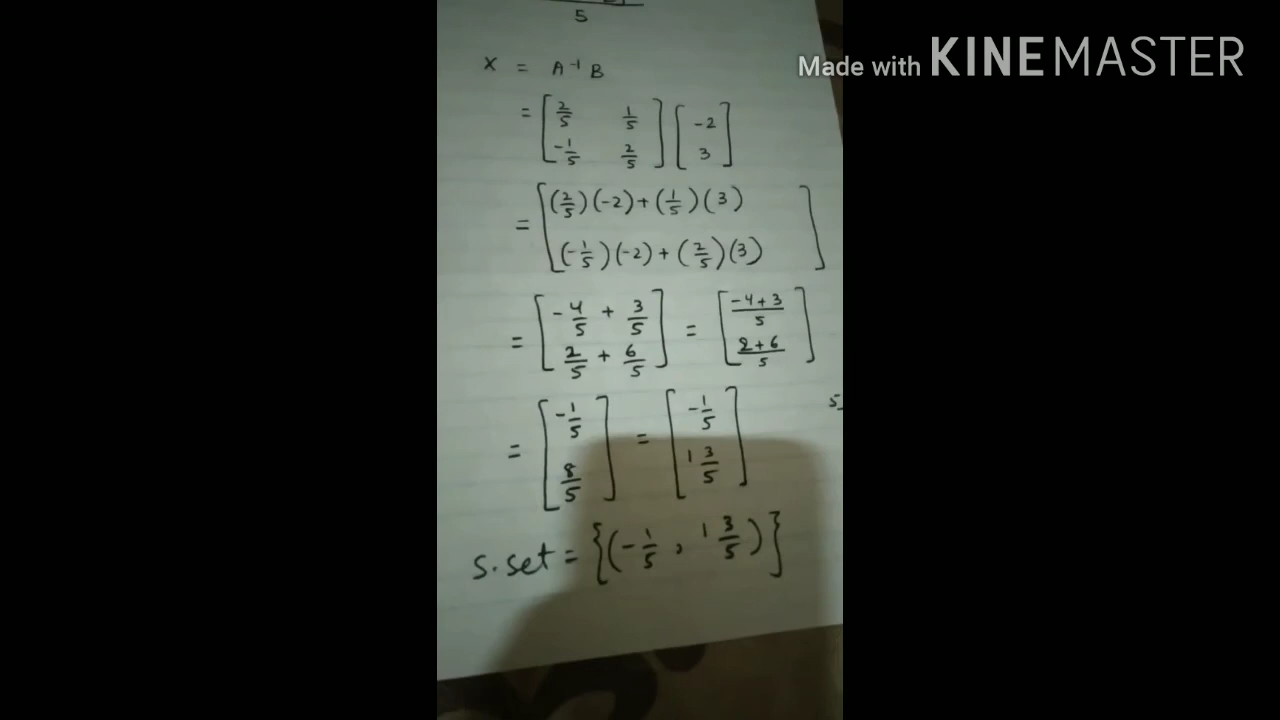 5
Made with KINEMASTER
X = A⁻¹ B
= [ 2/5 1/5 ] [ -2 ]
[ -1/5 2/5 ] [ 3 ]
= [ (2/5)(-2)+(1/5)(3) ]
[ (-1/5)(-2)+(2/5)(3) ]
= [ -4/5 + 3/5 ] = [ -4+3/5 ]
[ 2/5 + 6/5 ] [ 2+6/5 ]
5
= [ -1/5 ] = [ -1/5 ]
[ 8/5 ] [ 1 3/5 ]
S.set = {(-1/5 , 1 3/5)}